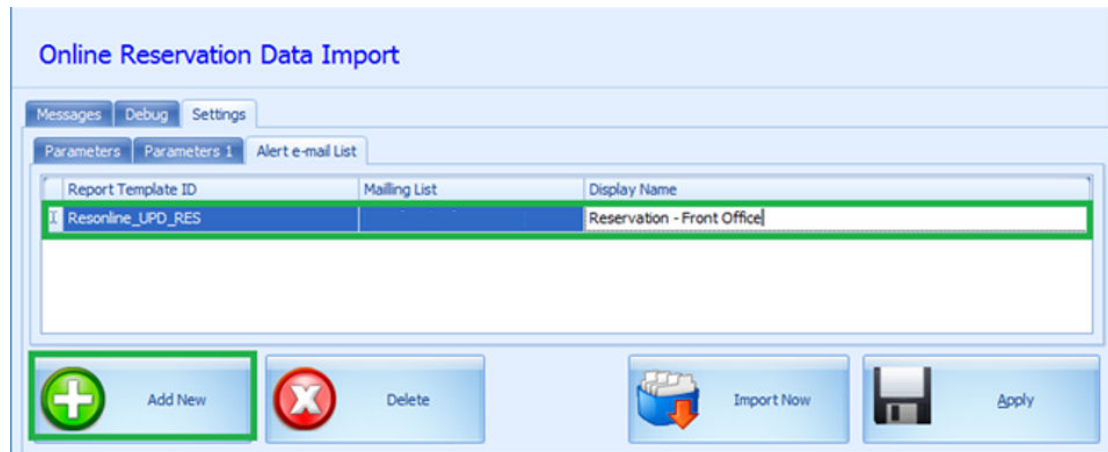 Online Reservation Data Import
Messages Debug Settings
Parameters Parameters 1 Alert e-mail List
Report Template ID Mailing List Display Name
Resonline_UPD_RES Reservation - Front Office
Add New Delete Import Now Apply